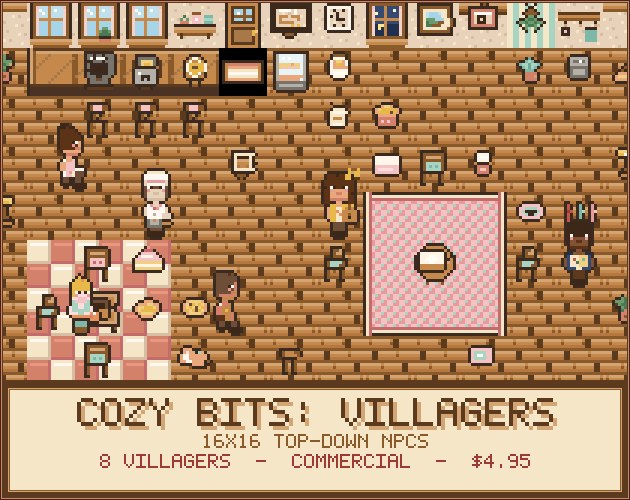 COZY BITS: VILLAGERS
16X16 TOP-DOWN NPCS
8 VILLAGERS - COMMERCIAL - $4.95